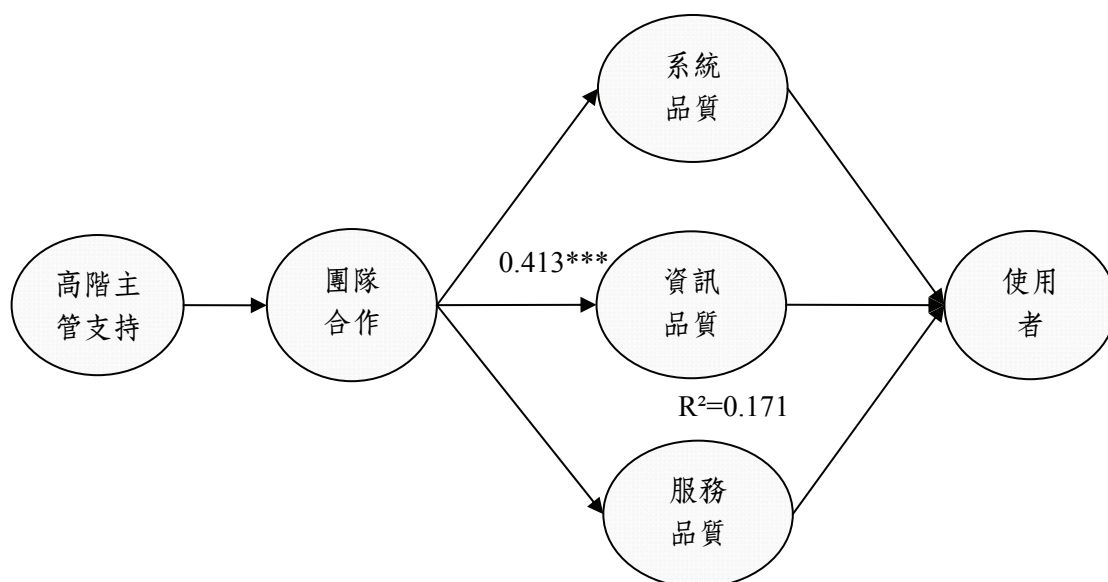 系統
品質
高階主
管支持
團隊
合作
0.413***
資訊
品質
使用
者
R²=0.171
服務
品質